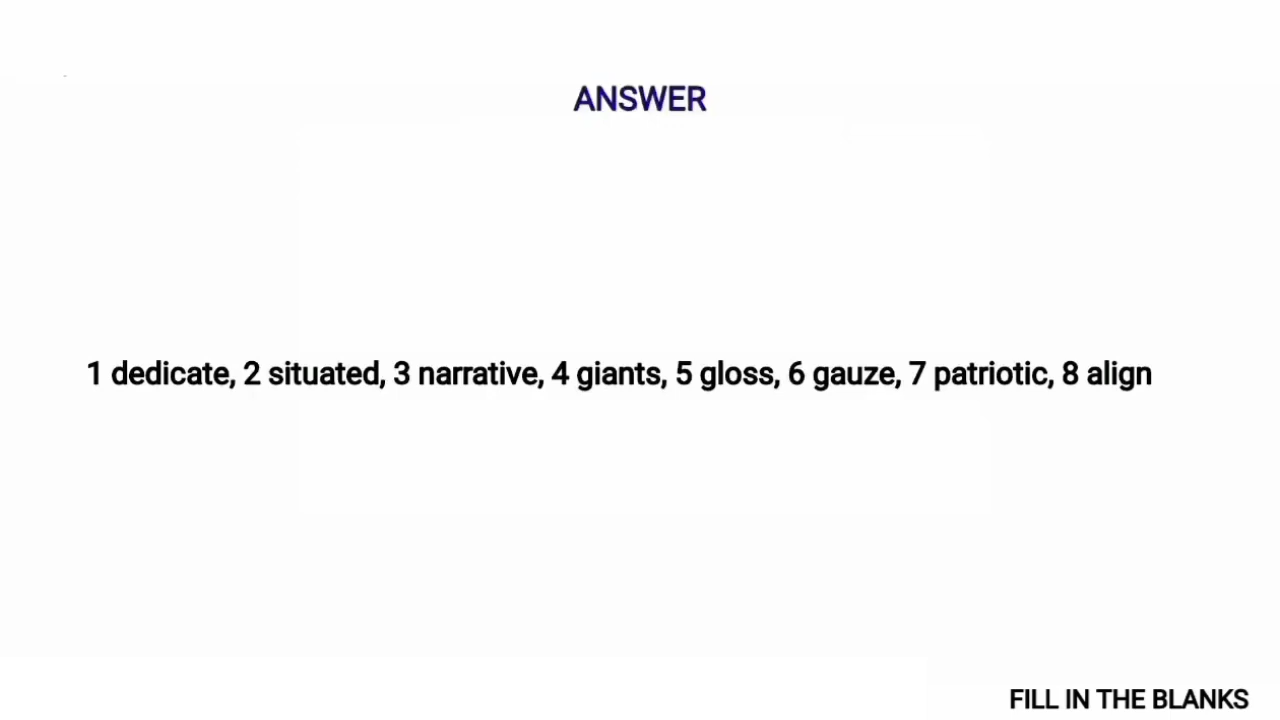 ANSWER
1 dedicate, 2 situated, 3 narrative, 4 giants, 5 gloss, 6 gauze, 7 patriotic, 8 align
FILL IN THE BLANKS